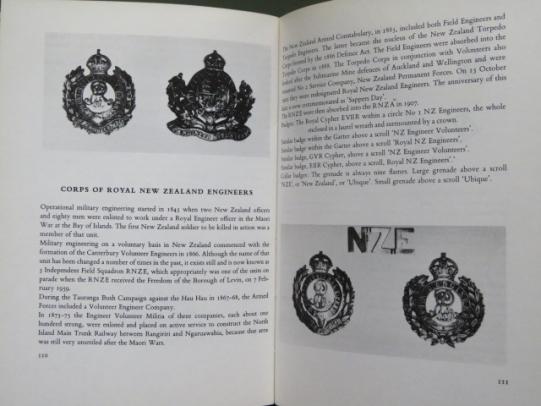 CORPS OF ROYAL NEW ZEALAND ENGINEERS
Operational military engineering started in 1845 when two New Zealand officers
and eighty men were enlisted to work under a Royal Engineer officer in the Maori
War at the Bay of Islands. The first New Zealand soldier to be killed in action was a
member of that unit.
Military engineering on a voluntary basis in New Zealand commenced with the
formation of the Canterbury Volunteer Engineers in 1866. Although the name of that
unit has been changed a number of times in the past, it exists still and is now known as
3 Independent Field Squadron RNZE, which appropriately was one of the units on
parade when the RNZE received the Freedom of the Borough of Levin, on 7 Feb-
ruary 1959.
During the Tauranga Bush Campaign against the Hau Hau in 1867-68, the Armed
Forces included a Volunteer Engineer Company.
In 1873-75 the Engineer Volunteer Militia of three companies, each about one
hundred strong, were enlisted and placed on active service to construct the North
Island Main Trunk Railway between Rangiriri and Ngaruawahia, because this area
was still very unsettled after the Maori Wars.
110
The New Zealand Armed Constabulary, in 1885, included both Field Engineers and
Torpedo Engineers. The latter became the nucleus of the New Zealand Torpedo
Corps formed by the 1886 Defence Act. The Field Engineers were absorbed into the
Torpedo Corps in 1888. The Torpedo Corps in conjunction with Volunteers also
the Submarine Mine defences of Auckland and Wellington and were
No 2 Service Company, New Zealand Permanent Forces. On 15 October
they were redesignated Royal New Zealand Engineers. The anniversary of this
is now commemorated as 'Sappers Day'.
The RNZE was then absorbed into the RNZA in 1907.
Badges: The Royal Cypher EVIIR within a circle No 1 NZ Engineers, the whole
enclosed in a laurel wreath and surmounted by a crown.
Similar badge within the Garter above a scroll 'NZ Engineer Volunteers'.
Similar badge within the Garter above a scroll 'Royal NZ Engineers'.
Similar badge, GVR Cypher, above a scroll 'NZ Engineer Volunteers'.
Similar badge, EIIR Cypher, above a scroll, Royal NZ Engineers'.
Collar Badges: The grenade is always nine flames. Large grenade above a scroll
'NZE', or 'New Zealand', or 'Ubique'. Small grenade above a scroll 'Ubique'.
NZE
111